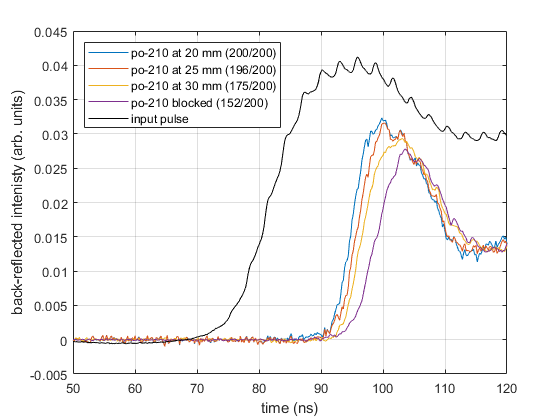 0.045
0.04
0.035
0.03
0.025
0.02
0.015
0.01
0.005
0
-0.005
back-reflected intenisty (arb. units)
po-210 at 20 mm (200/200)
po-210 at 25 mm (196/200)
po-210 at 30 mm (175/200)
po-210 blocked (152/200)
input pulse
50 60 70 80 90 100 110 120
time (ns)